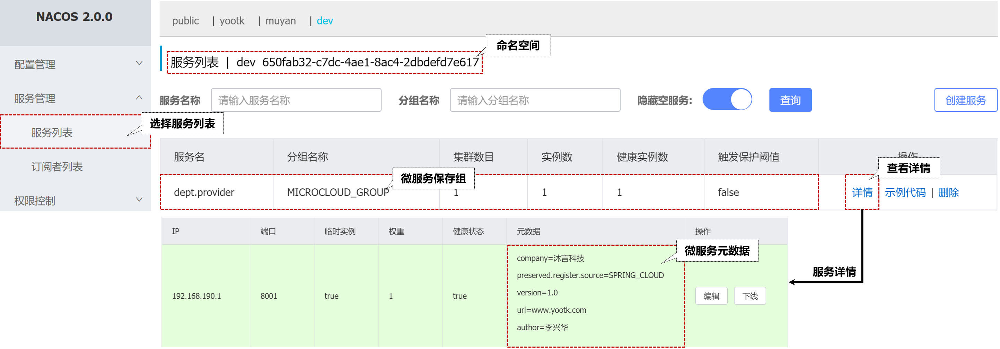 NACOS 2.0.0
public | yootk | muyan | dev
命名空间
服务列表 | dev 650fab32-c7dc-4ae1-8ac4-2dbdefd7e617
配置管理
服务管理
服务列表
选择服务列表
订阅者列表
权限控制
服务名称 请输入服务名称 分组名称 请输入分组名称 隐藏空服务: 查询 创建服务
服务名 分组名称 集群数目 实例数 健康实例数 触发保护阈值 操作
微服务保存组
查看详情
dept.provider MICROCLOUD_GROUP 1 1 1 false 详情 示例代码 | 删除
IP 端口 临时实例 权重 健康状态 元数据 操作
微服务元数据
服务详情
192.168.190.1 8001 true 1 true
company=沐言科技
preserved.register.source=SPRING_CLOUD
version=1.0
url=www.yootk.com
author=李兴华
编辑 下线